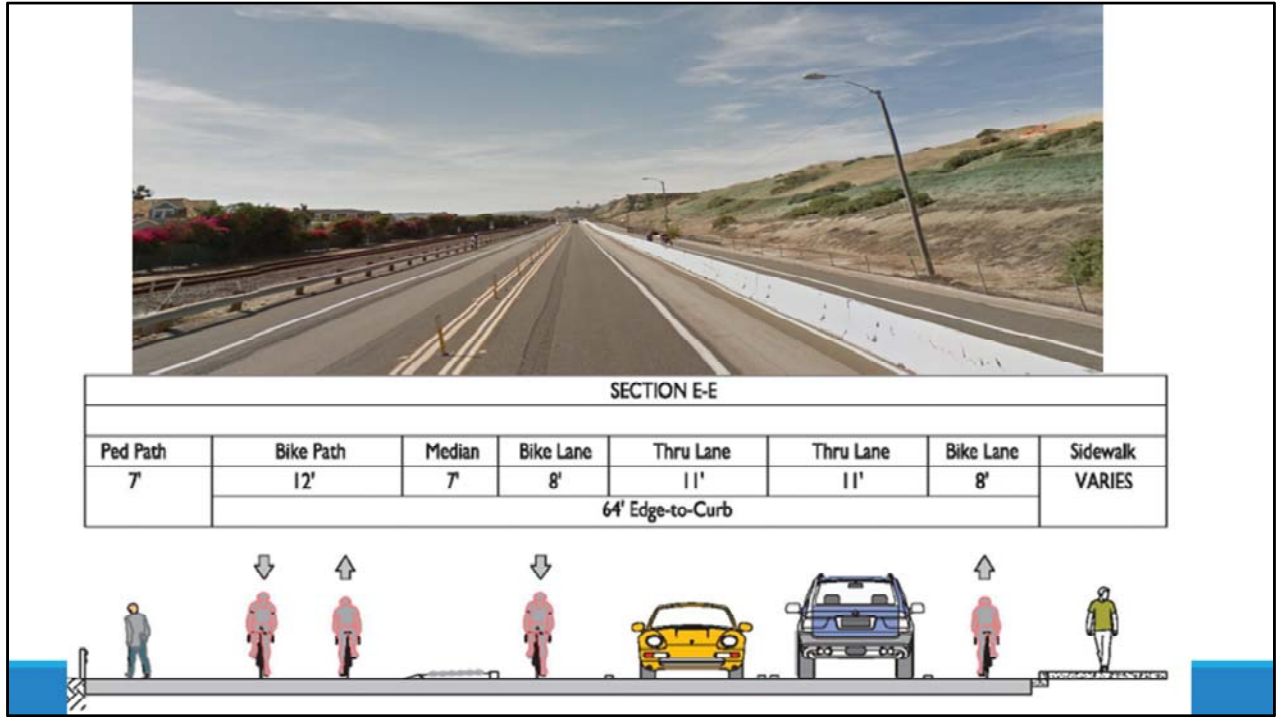 SECTION E-E
Ped Path Bike Path Median Bike Lane Thru Lane Thru Lane Bike Lane Sidewalk
7' 12' 7' 8' 11' 11' 8' VARIES
64' Edge-to-Curb